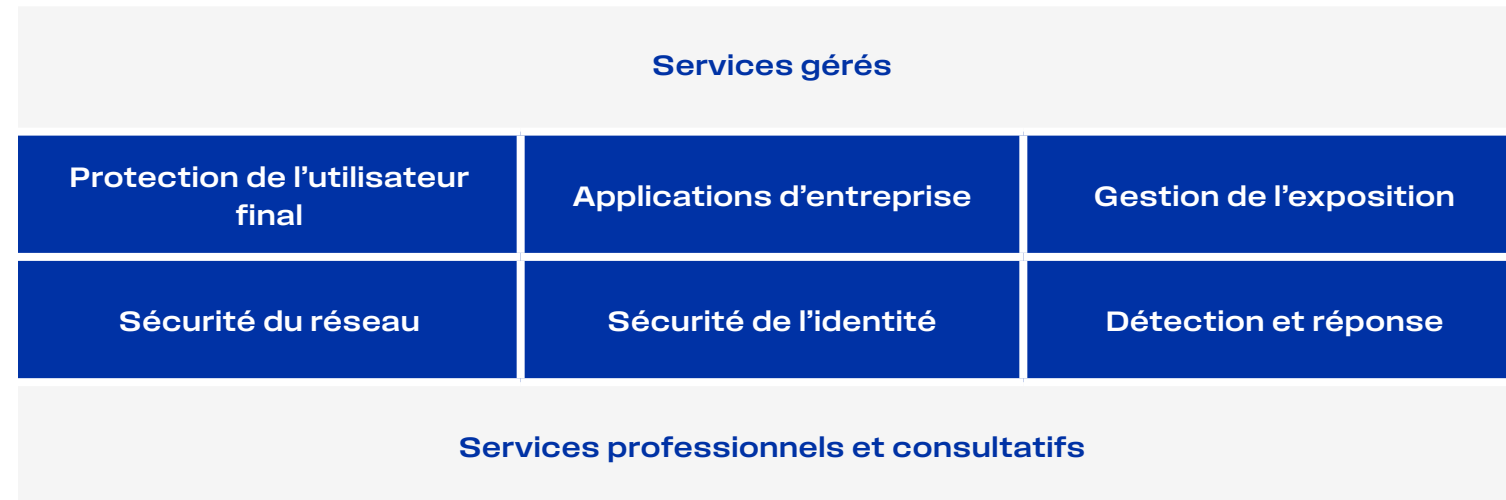 Services gérés
Protection de l’utilisateur
final
Applications d’entreprise
Gestion de l’exposition
Sécurité du réseau
Sécurité de l’identité
Détection et réponse
Services professionnels et consultatifs